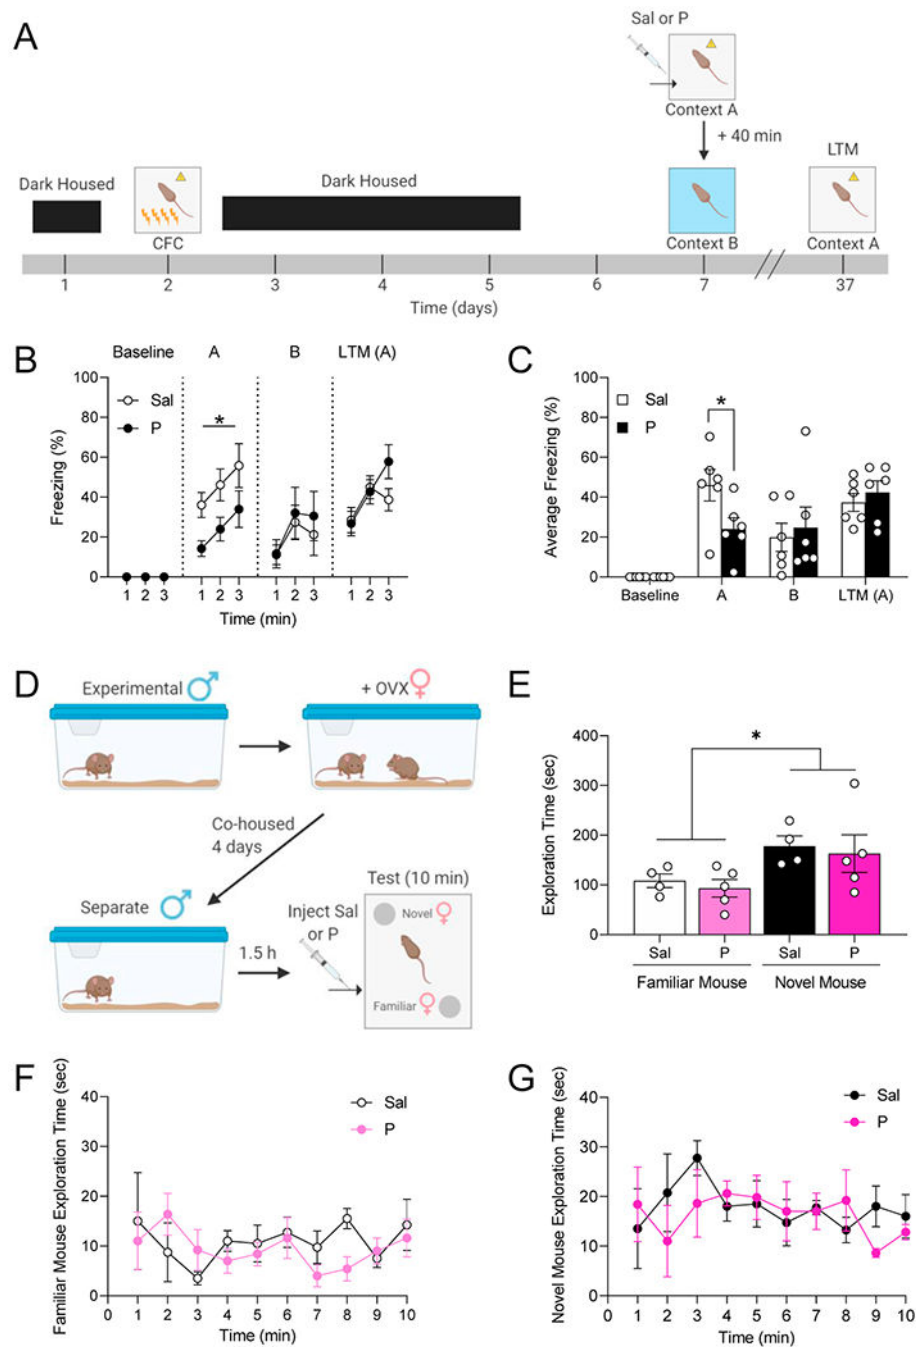 A
Sal or P
Context A
+ 40 min
LTM
Dark Housed
Dark Housed
CFC
Context B
Context A
1 2 3 4 5 6 7 37
Time (days)
B
Baseline A B LTM (A)
Freezing (%)
100
80
60
40
20
0
Sal
P
*
1 2 3 1 2 3 1 2 3 1 2 3
Time (min)
C
Average Freezing (%)
100
80
60
40
20
0
Sal
P
*
Baseline A B LTM (A)
D
Experimental ♂
+ OVX ♀
Co-housed
4 days
Separate ♂
1.5 h
Inject Sal
or P
Test (10 min)
Novel ♀
Familiar ♀
E
Exploration Time (sec)
400
300
200
100
0
*
Sal P Sal P
Familiar Mouse Novel Mouse
F
Familiar Mouse Exploration Time (sec)
40
30
20
10
0
Sal
P
0 1 2 3 4 5 6 7 8 9 10
Time (min)
G
Novel Mouse Exploration Time (sec)
40
30
20
10
0
Sal
P
0 1 2 3 4 5 6 7 8 9 10
Time (min)